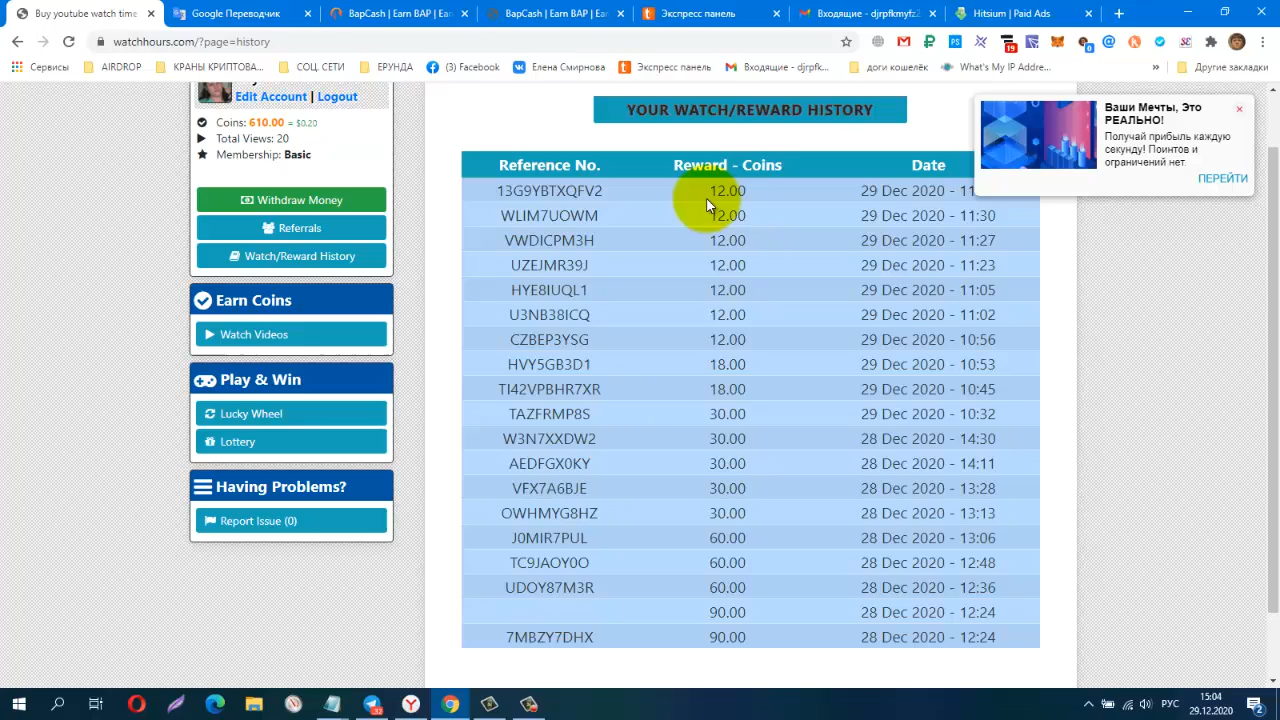 Buy youtube watch time
Google Переводчик
BapCash | Earn BAP /
BapCash | Earn BAP / E
Экспресс панель
Входящие - djrpfkmyfz2
Hitsium | Paid Ads
watchhours.com/?page=history
Сервисы
AIRDROP
КРАНЫ КРИПТОВА...
СОЦ СЕТИ
ЕРУНДА
(3) Facebook
Елена Смирнова
Экспресс панель
Входящие - djrpfk...
доги кошелёк
What's My IP Addre...
»
Другие закладки
Edit Account | Logout
Coins: 610.00 = $0.20
Total Views: 20
Membership: Basic
Withdraw Money
Referrals
Watch/Reward History
Earn Coins
Watch Videos
Play & Win
Lucky Wheel
Lottery
Having Problems?
Report Issue (0)
YOUR WATCH/REWARD HISTORY
Reference No. Reward - Coins Date
13G9YBTXQFV2 12.00 29 Dec 2020 -
WLIM7UOWM 12.00 29 Dec 2020 - 11:30
VWDICPM3H 12.00 29 Dec 2020 - 11:27
UZEJMR39J 12.00 29 Dec 2020 - 11:23
HYE8IUQL1 12.00 29 Dec 2020 - 11:05
U3NB38ICQ 12.00 29 Dec 2020 - 11:02
CZBEP3YSG 12.00 29 Dec 2020 - 10:56
HVY5GB3D1 18.00 29 Dec 2020 - 10:53
TI42VPBHR7XR 18.00 29 Dec 2020 - 10:45
TAZFRMP8S 30.00 29 Dec 2020 - 10:32
W3N7XXDW2 30.00 28 Dec 2020 - 14:30
AEDFGX0KY 30.00 28 Dec 2020 - 14:11
VFX7A6BJE 30.00 28 Dec 2020 - 13:28
OWHMYG8HZ 30.00 28 Dec 2020 - 13:13
J0MIR7PUL 60.00 28 Dec 2020 - 13:06
TC9JAOY0O 60.00 28 Dec 2020 - 12:48
UDOY87M3R 60.00 28 Dec 2020 - 12:36
90.00 28 Dec 2020 - 12:24
7MBZY7DHX 90.00 28 Dec 2020 - 12:24
Ваши Мечты, Это
РЕАЛЬНО!
Получай прибыль каждую
секунду! Поинтов и
ограничений нет.
ПЕРЕЙТИ
РУС
15:04
29.12.2020